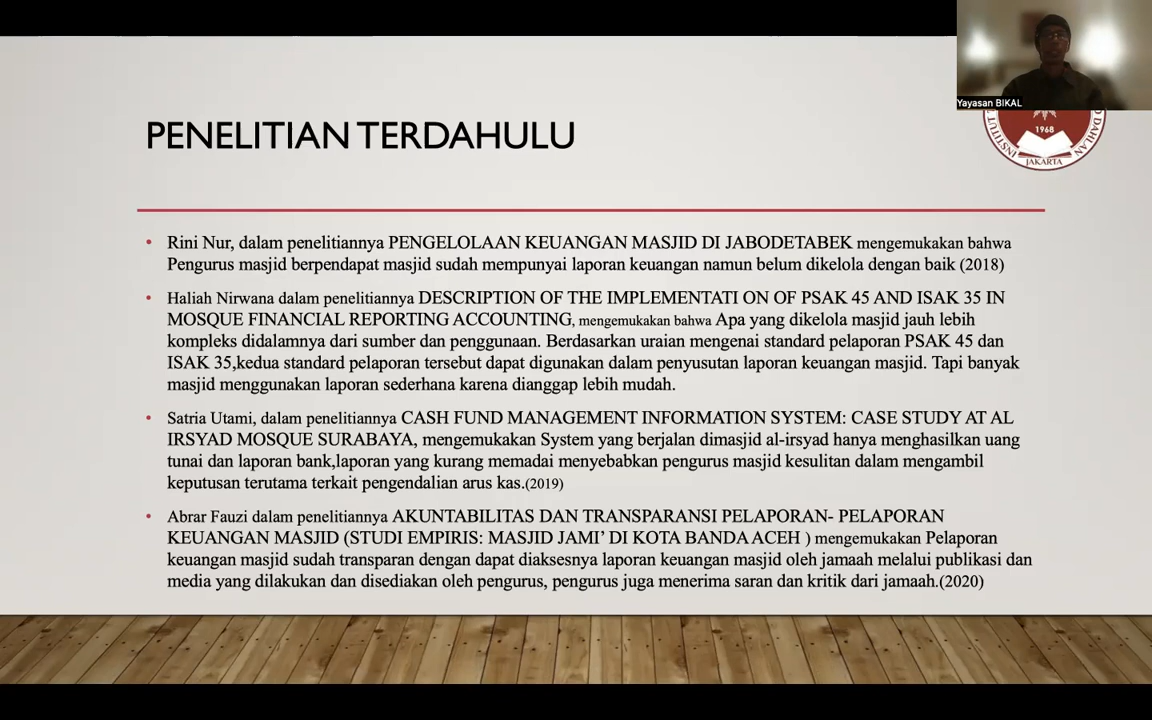 Yayasan BIKAL
1968
JAKARTA
PENELITIAN TERDAHULU
• Rini Nur, dalam penelitiannya PENGELOLAAN KEUANGAN MASJID DI JABODETABEK mengemukakan bahwa
Pengurus masjid berpendapat masjid sudah mempunyai laporan keuangan namun belum dikelola dengan baik (2018)
• Haliah Nirwana dalam penelitiannya DESCRIPTION OF THE IMPLEMENTATI ON OF PSAK 45 AND ISAK 35 IN
MOSQUE FINANCIAL REPORTING ACCOUNTING, mengemukakan bahwa Apa yang dikelola masjid jauh lebih
kompleks didalamnya dari sumber dan penggunaan. Berdasarkan uraian mengenai standard pelaporan PSAK 45 dan
ISAK 35,kedua standard pelaporan tersebut dapat digunakan dalam penyusutan laporan keuangan masjid. Tapi banyak
masjid menggunakan laporan sederhana karena dianggap lebih mudah.
• Satria Utami, dalam penelitiannya CASH FUND MANAGEMENT INFORMATION SYSTEM: CASE STUDY AT AL
IRSYAD MOSQUE SURABAYA, mengemukakan System yang berjalan dimasjid al-irsyad hanya menghasilkan uang
tunai dan laporan bank,laporan yang kurang memadai menyebabkan pengurus masjid kesulitan dalam mengambil
keputusan terutama terkait pengendalian arus kas.(2019)
• Abrar Fauzi dalam penelitiannya AKUNTABILITAS DAN TRANSPARANSI PELAPORAN- PELAPORAN
KEUANGAN MASJID (STUDI EMPIRIS: MASJID JAMI’ DI KOTA BANDA ACEH ) mengemukakan Pelaporan
keuangan masjid sudah transparan dengan dapat diaksesnya laporan keuangan masjid oleh jamaah melalui publikasi dan
media yang dilakukan dan disediakan oleh pengurus, pengurus juga menerima saran dan kritik dari jamaah.(2020)